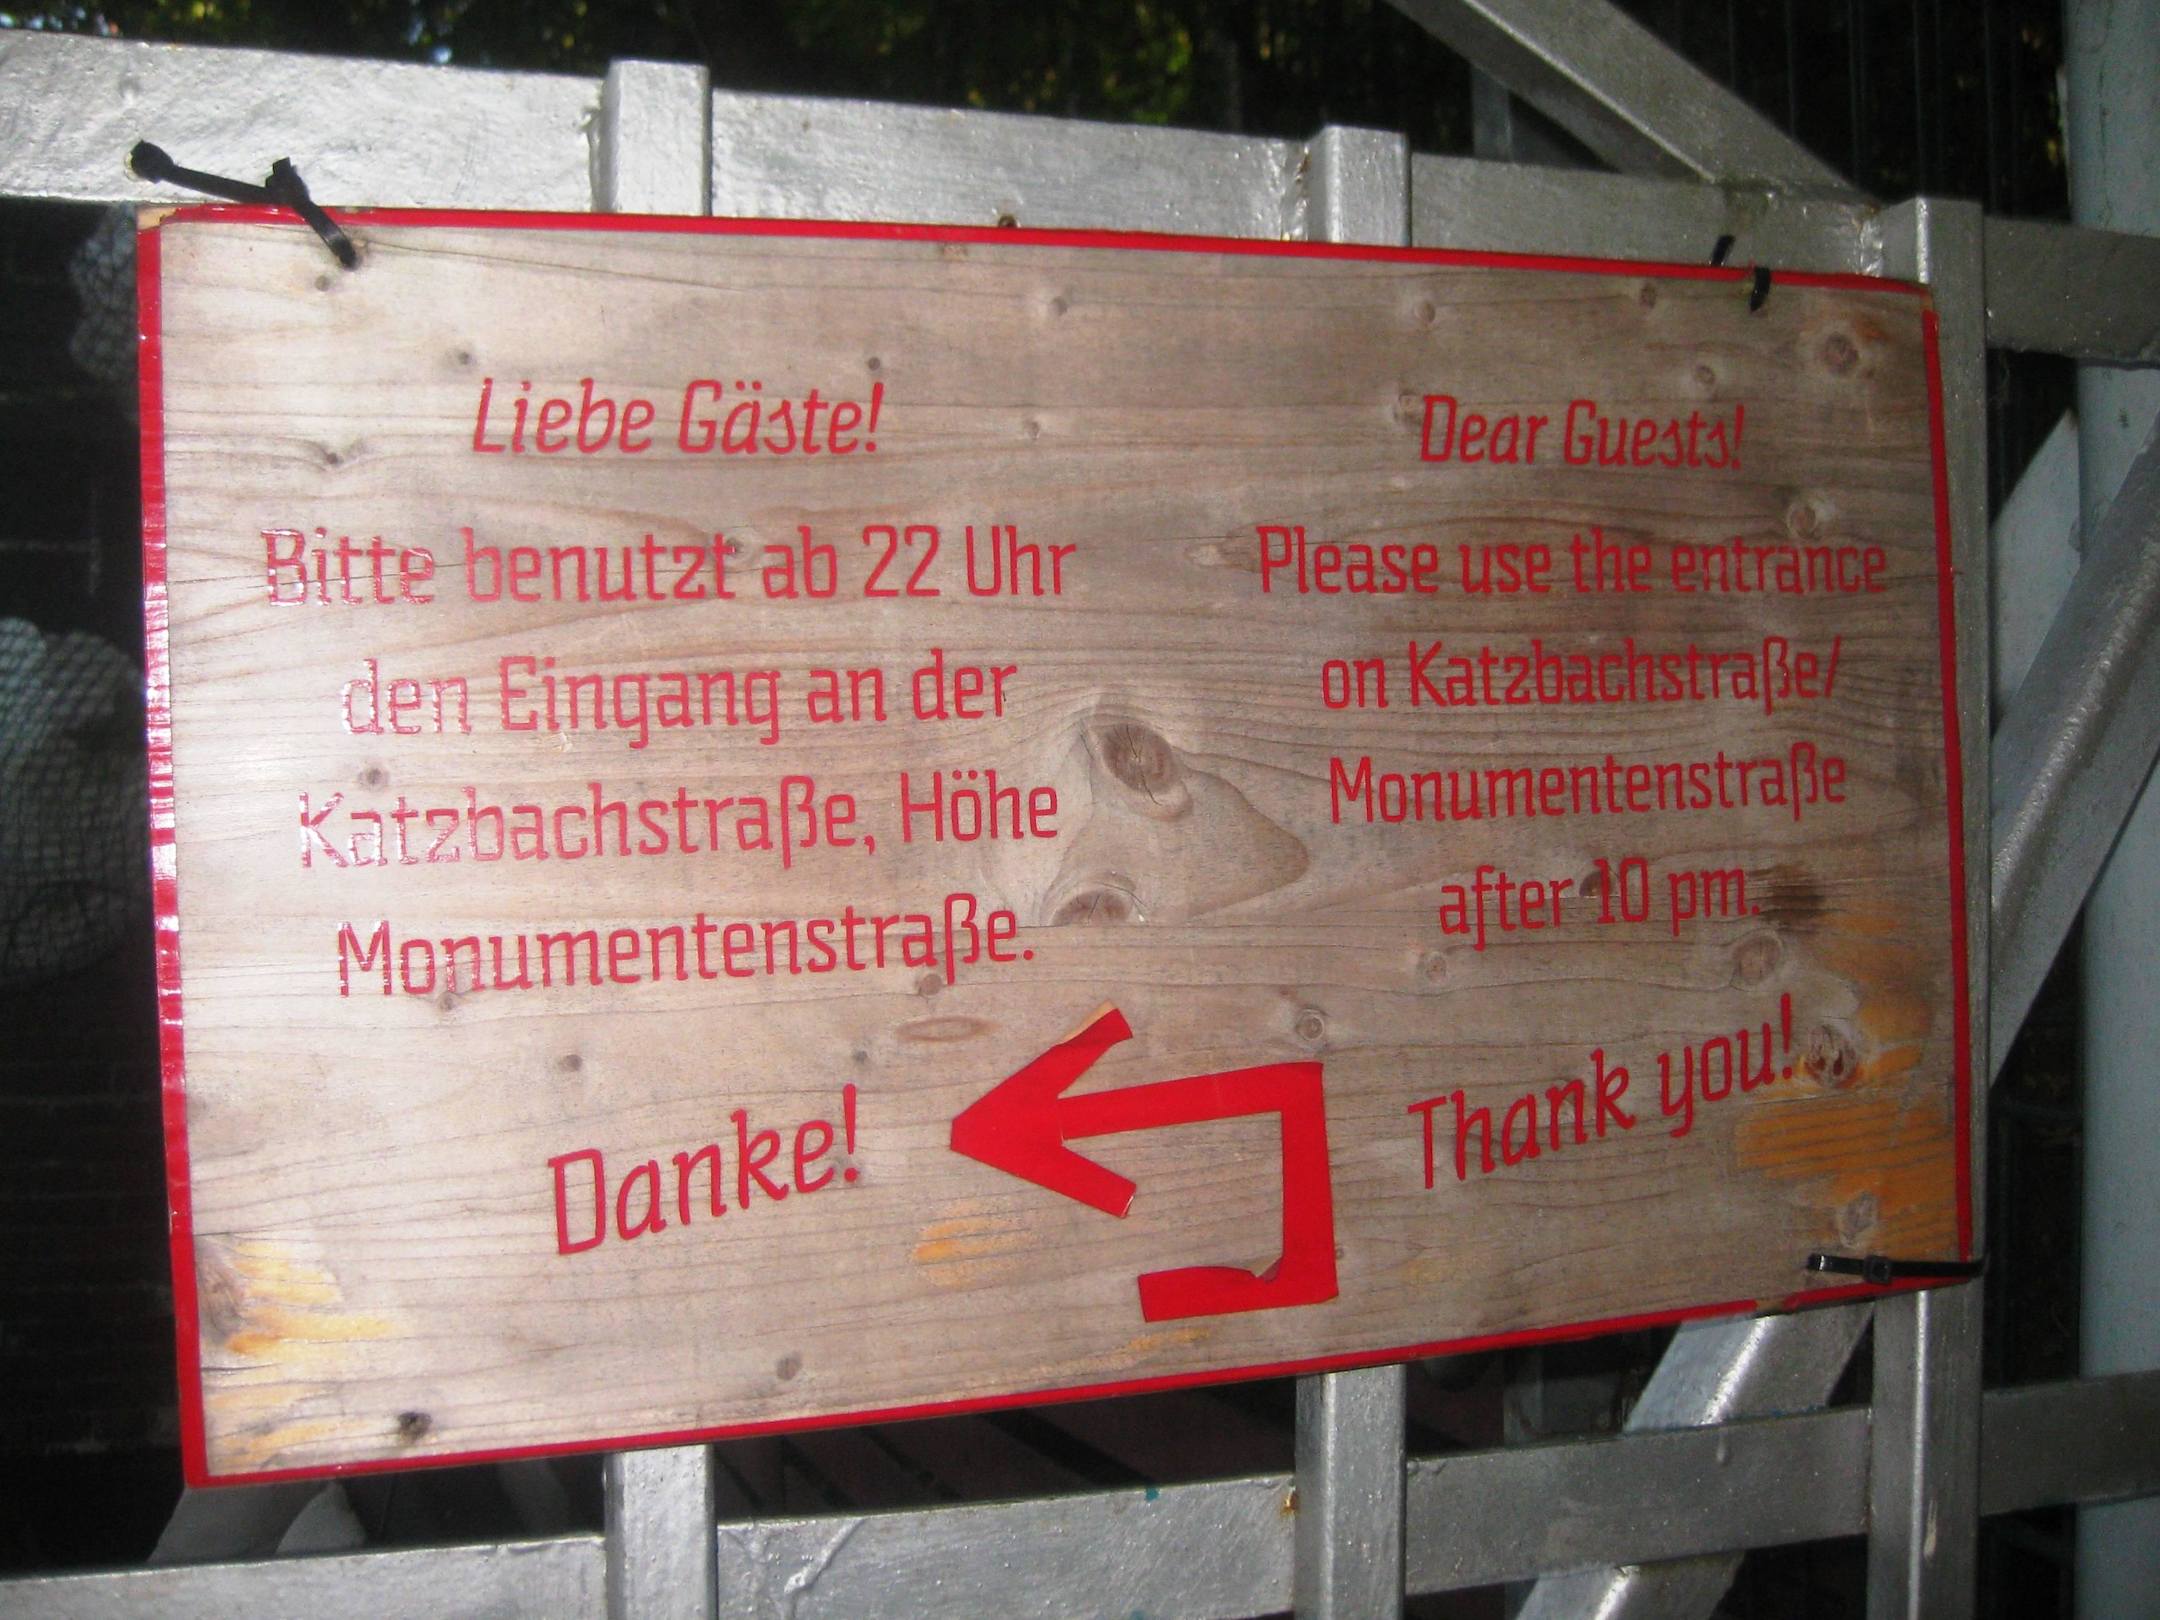 Liebe Gäste!
Bitte benutzt ab 22 Uhr
den Eingang an der
Katzbachstraße, Höhe
Monumentenstraße.
Danke!
Dear Guests!
Please use the entrance
on Katzbachstraße/
Monumentenstraße
after 10 pm.
Thank you!